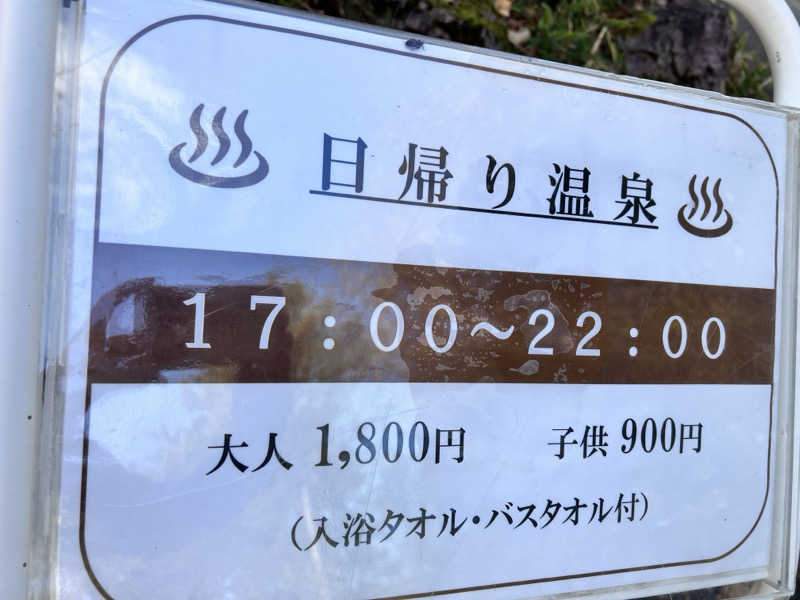 日帰り温泉
17:00～22:00
大人 1,800円 子供 900円
（入浴タオル・バスタオル付）